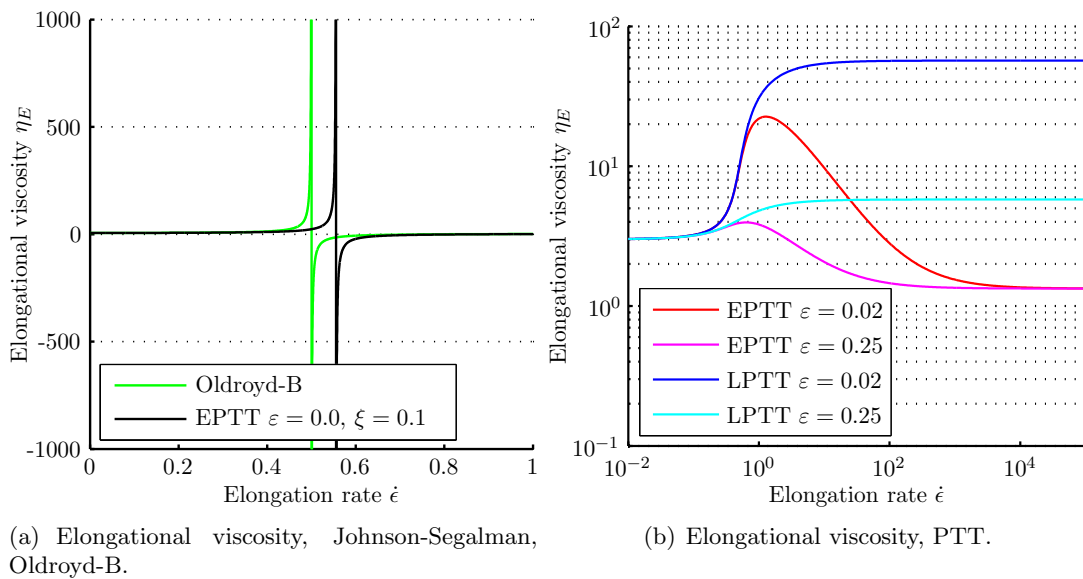 Elongational viscosity η_E
1000
500
0
-500
-1000
Oldroyd-B
EPTT ε = 0.0, ξ = 0.1
0 0.2 0.4 0.6 0.8 1
Elongation rate ϵ̇
(a) Elongational viscosity, Johnson-Segalman,
Oldroyd-B.
Elongational viscosity η_E
10^2
10^1
10^0
10^−1
EPTT ε = 0.02
EPTT ε = 0.25
LPTT ε = 0.02
LPTT ε = 0.25
10^−2 10^0 10^2 10^4
Elongation rate ϵ̇
(b) Elongational viscosity, PTT.